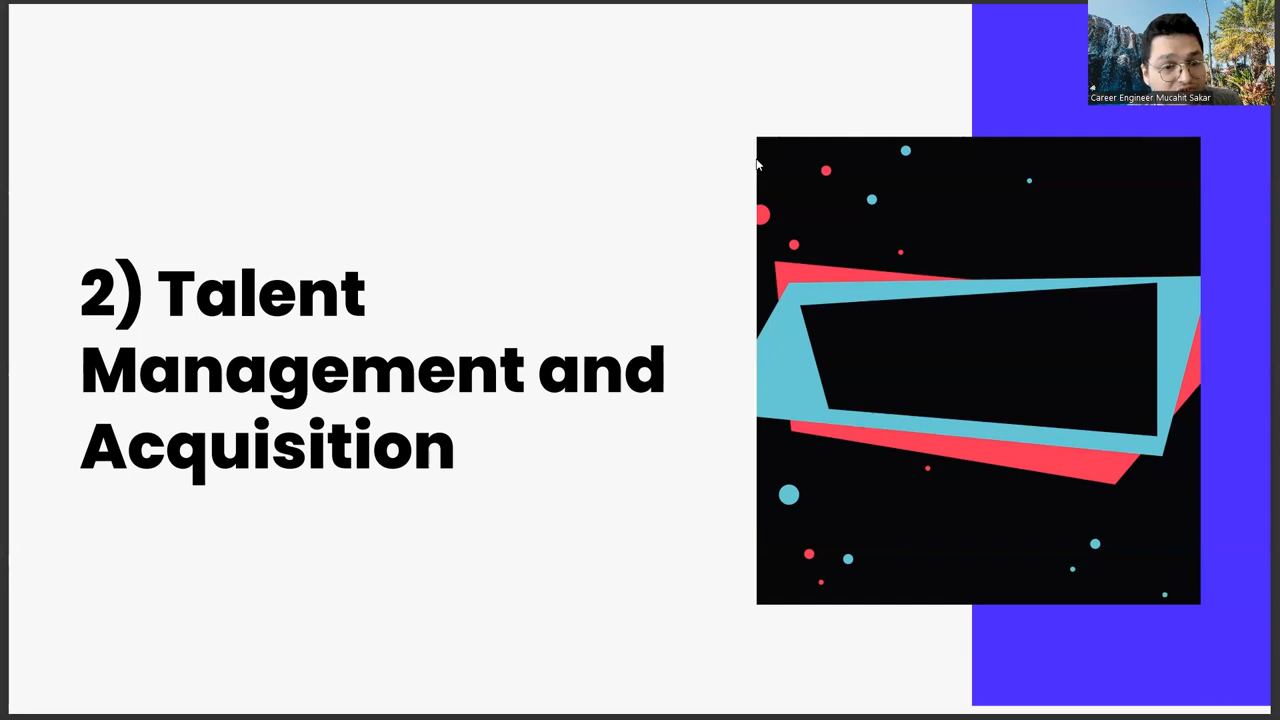 Career Engineer Mucahit Sakar
2) Talent
Management and
Acquisition